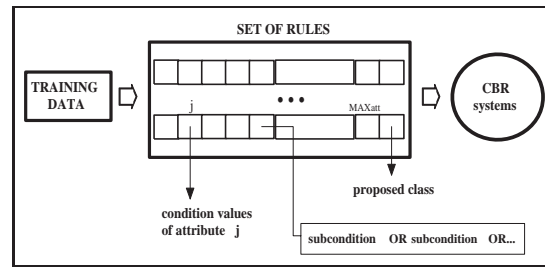 SET OF RULES
TRAINING
DATA
j
MAXatt
CBR
systems
proposed class
condition values
of attribute j
subcondition OR subcondition OR...